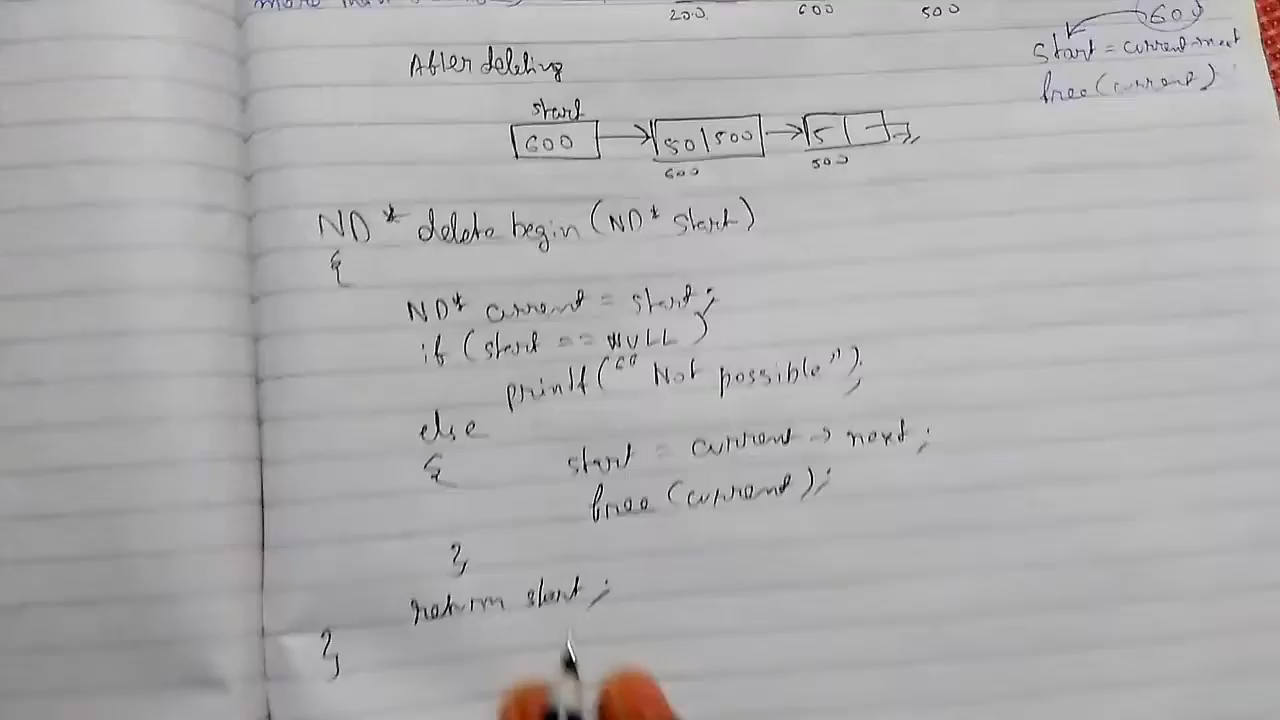 200 600 500
600
start = current→next
free(current)
After deleting
start
600 50 500 5
600 500
ND* delete begin (ND* start)
{
ND* current = start;
if (start == NULL)
printf(“ Not possible”);
else
{ start = current → next;
free (current);
}
return start;
}